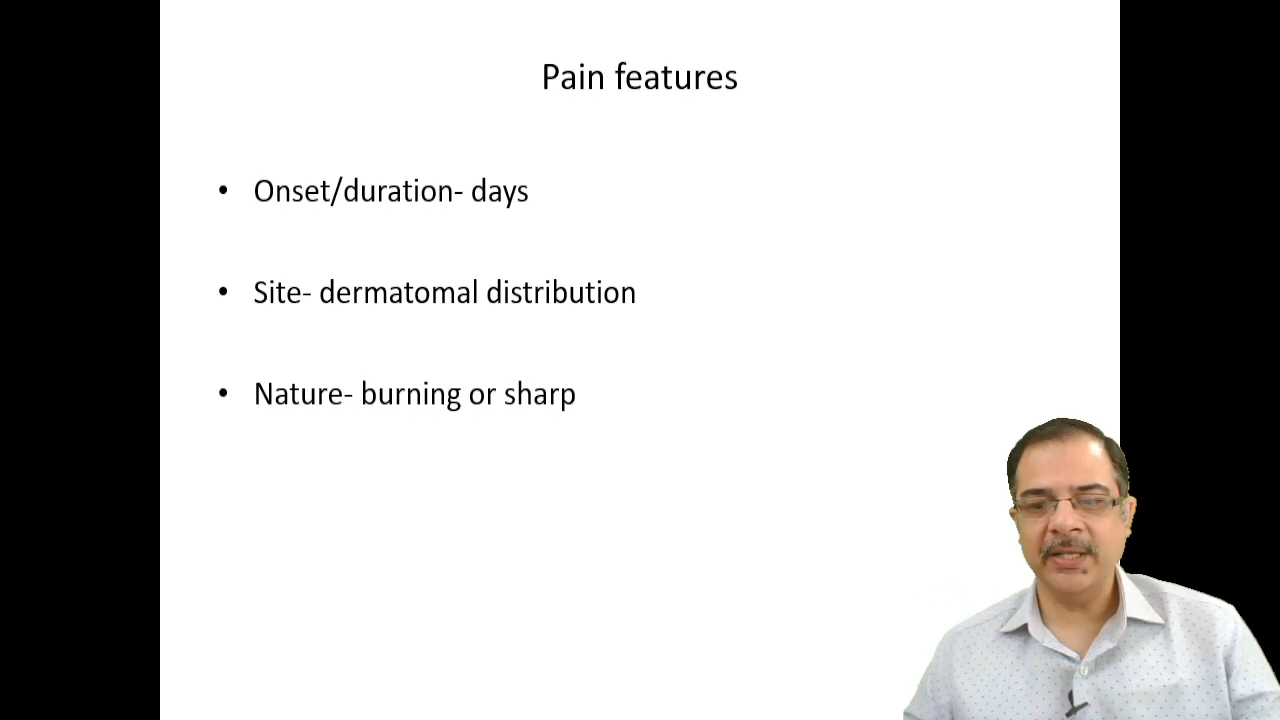 Pain features
• Onset/duration- days
• Site- dermatomal distribution
• Nature- burning or sharp